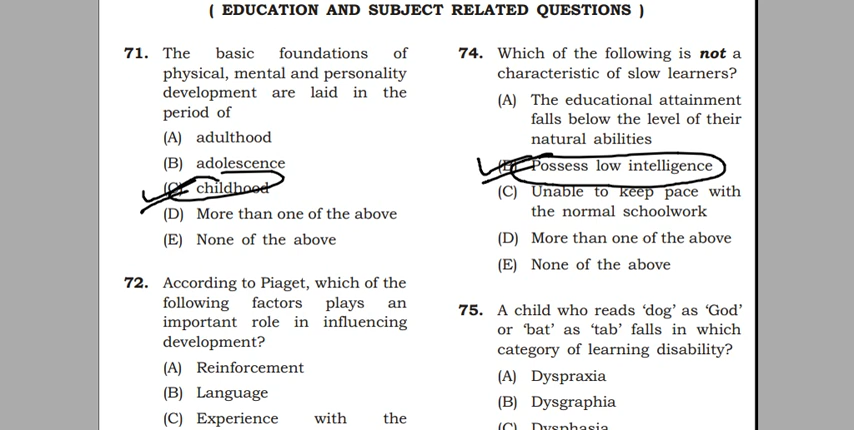 ( EDUCATION AND SUBJECT RELATED QUESTIONS )
71. The basic foundations of
physical, mental and personality
development are laid in the
period of
(A) adulthood
(B) adolescence
(C) childhood
(D) More than one of the above
(E) None of the above
72. According to Piaget, which of the
following factors plays an
important role in influencing
development?
(A) Reinforcement
(B) Language
(C) Experience with the
74. Which of the following is not a
characteristic of slow learners?
(A) The educational attainment
falls below the level of their
natural abilities
(B) Possess low intelligence
(C) Unable to keep pace with
the normal schoolwork
(D) More than one of the above
(E) None of the above
75. A child who reads ‘dog’ as ‘God’
or ‘bat’ as ‘tab’ falls in which
category of learning disability?
(A) Dyspraxia
(B) Dysgraphia
(C) Dysphasia